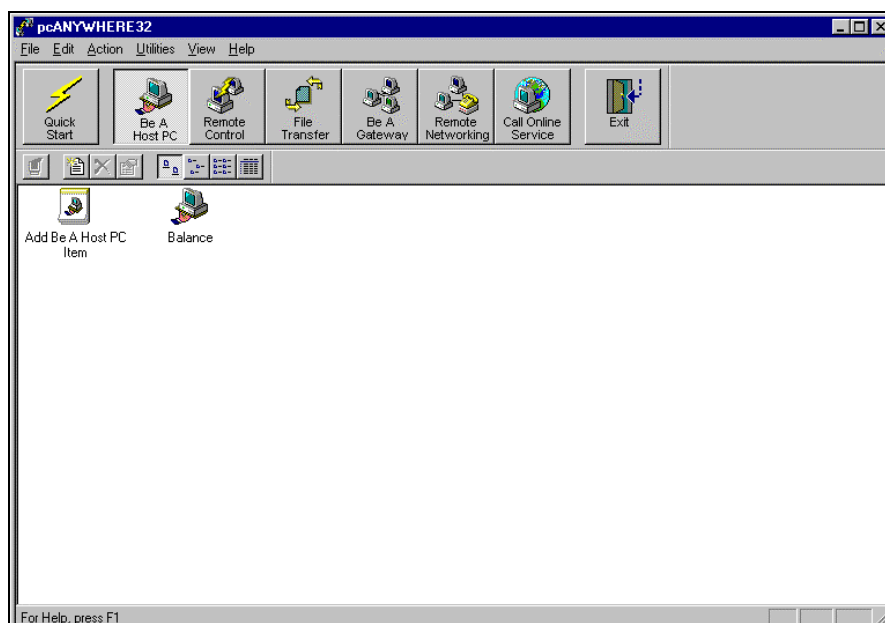 pcANYWHERE32
File Edit Action Utilities View Help
Quick
Start
Be A
Host PC
Remote
Control
File
Transfer
Be A
Gateway
Remote
Networking
Call Online
Service
Exit
Add Be A Host PC
Item
Balance
For Help, press F1